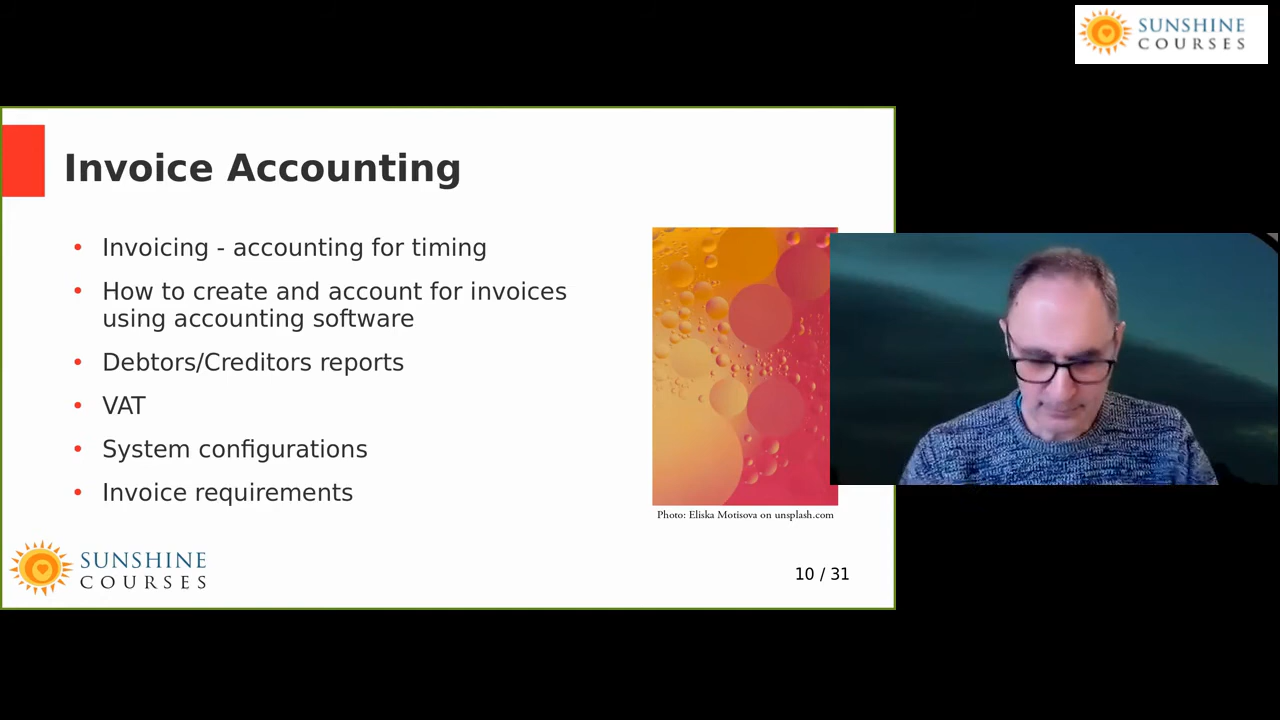 SUNSHINE
COURSES
Invoice Accounting
• Invoicing - accounting for timing
• How to create and account for invoices
using accounting software
• Debtors/Creditors reports
• VAT
• System configurations
• Invoice requirements
Photo: Eliska Motisova on unsplash.com
SUNSHINE
COURSES
10 / 31